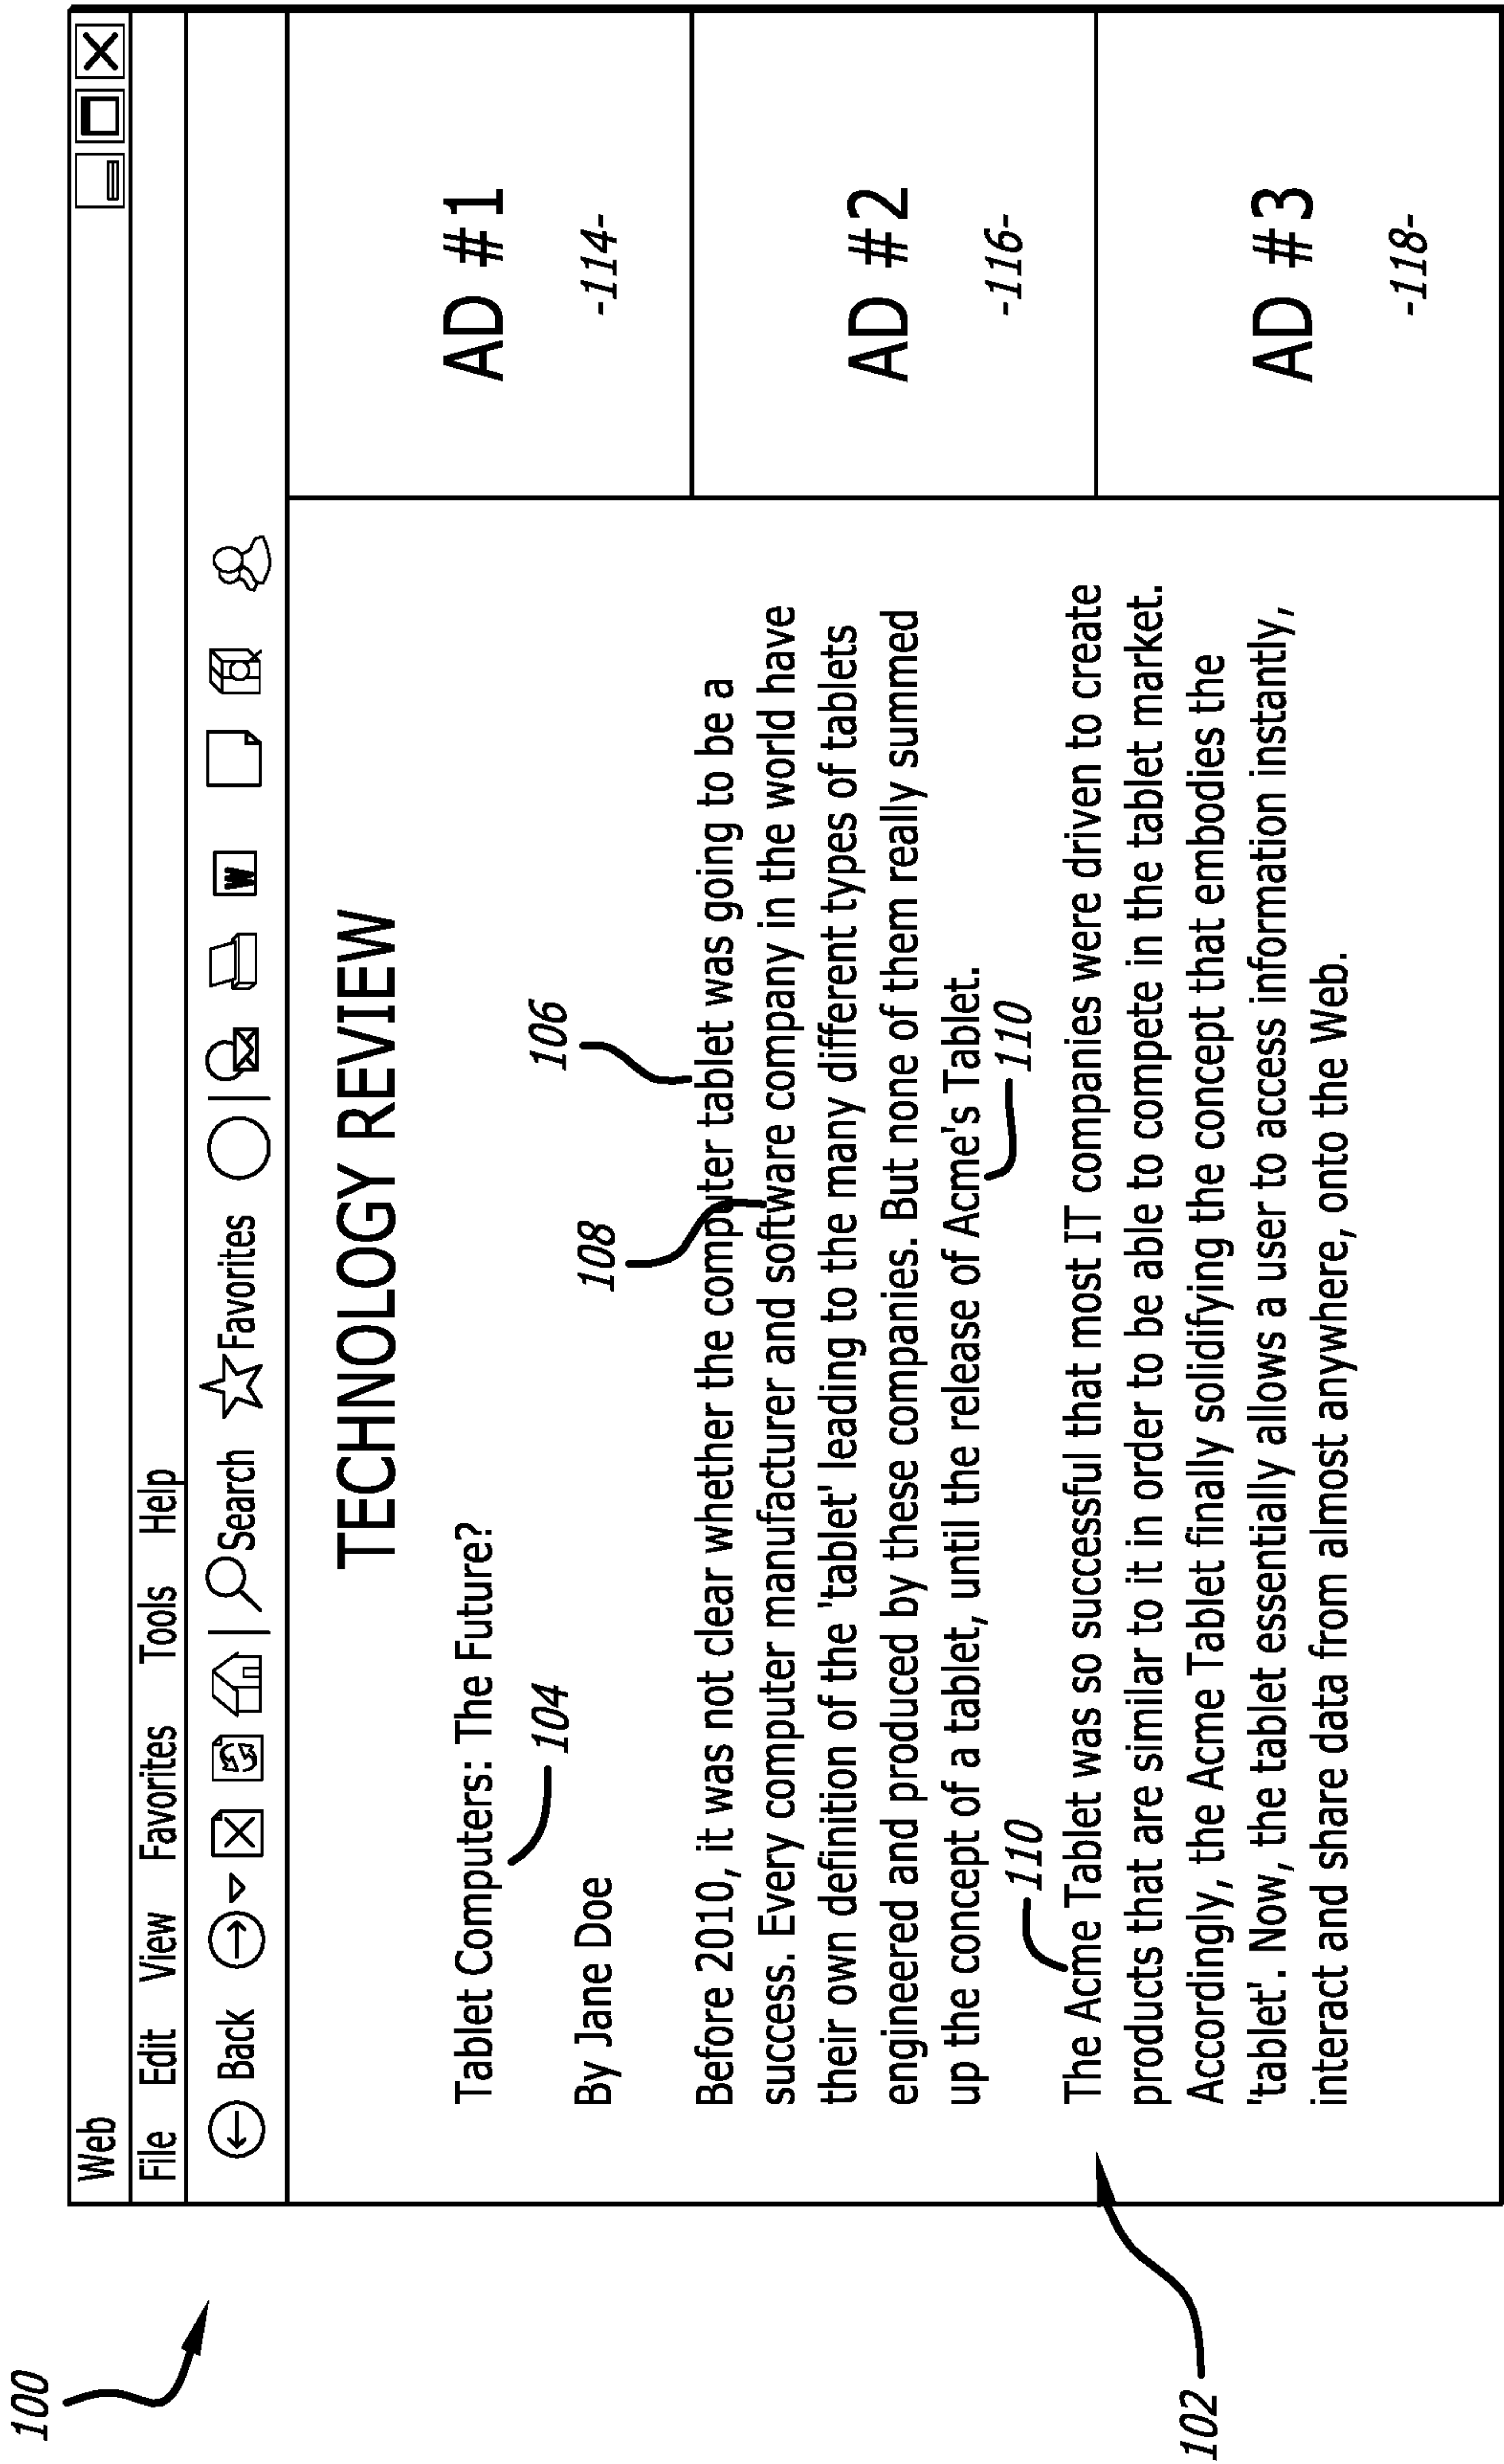 100
Web
File Edit View Favorites Tools Help
Back Search Favorites W
TECHNOLOGY REVIEW
Tablet Computers: The Future?
104
By Jane Doe
106
108
Before 2010, it was not clear whether the computer tablet was going to be a
success. Every computer manufacturer and software company in the world have
their own definition of the 'tablet' leading to the many different types of tablets
engineered and produced by these companies. But none of them really summed
up the concept of a tablet, until the release of Acme's Tablet.
110
110
The Acme Tablet was so successful that most IT companies were driven to create
products that are similar to it in order to be able to compete in the tablet market.
Accordingly, the Acme Tablet finally solidifying the concept that embodies the
'tablet'. Now, the tablet essentially allows a user to access information instantly,
interact and share data from almost anywhere, onto the Web.
102
AD #1
-114-
AD #2
-116-
AD #3
-118-